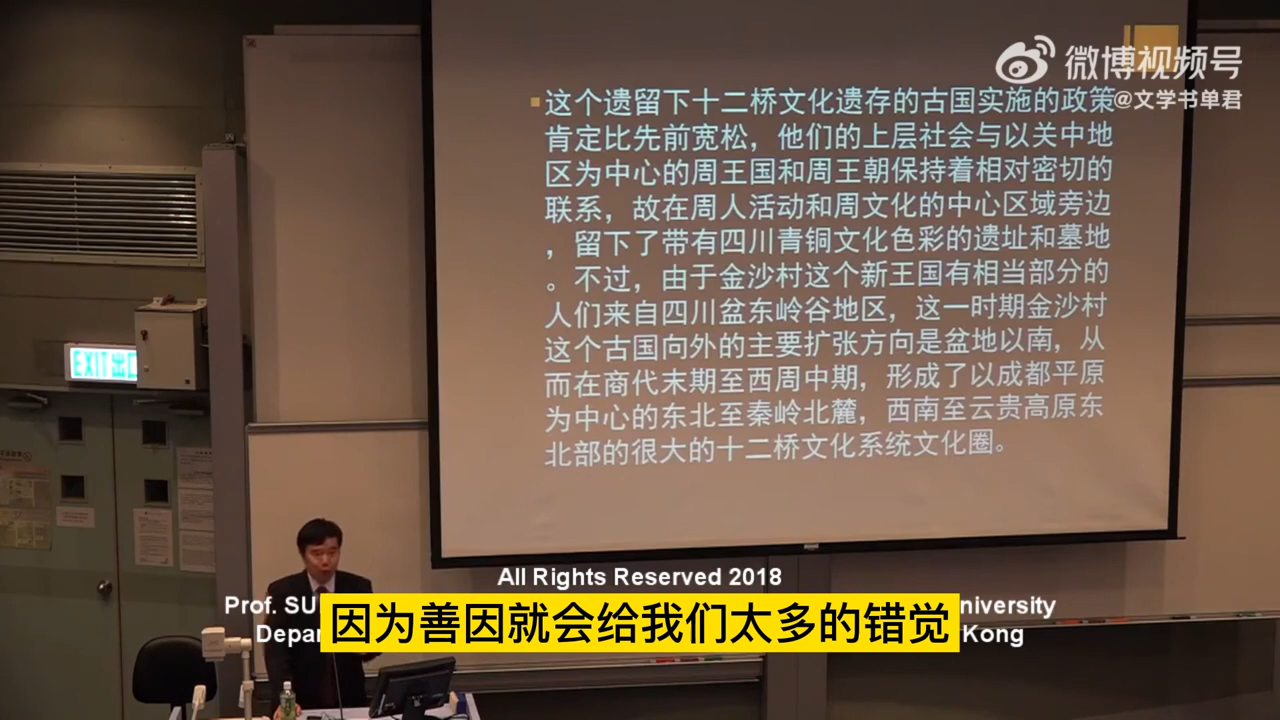 微博视频号
@文学书单君
这个遗留下十二桥文化遗存的古国实施的政策
肯定比先前宽松，他们的上层社会与以关中地
区为中心的周王国和周王朝保持着相对密切的
联系，故在周人活动和周文化的中心区域旁边
，留下了带有四川青铜文化色彩的遗址和墓地
。不过，由于金沙村这个新王国有相当部分的
人们来自四川盆东岭谷地区，这一时期金沙村
这个古国向外的主要扩张方向是盆地以南，从
而在商代末期至西周中期，形成了以成都平原
为中心的东北至秦岭北麓，西南至云贵高原东
北部的很大的十二桥文化系统文化圈。
EXIT 出口
All Rights Reserved 2018
Prof. SU
niversity
Depar
Kong
因为善因就会给我们太多的错觉